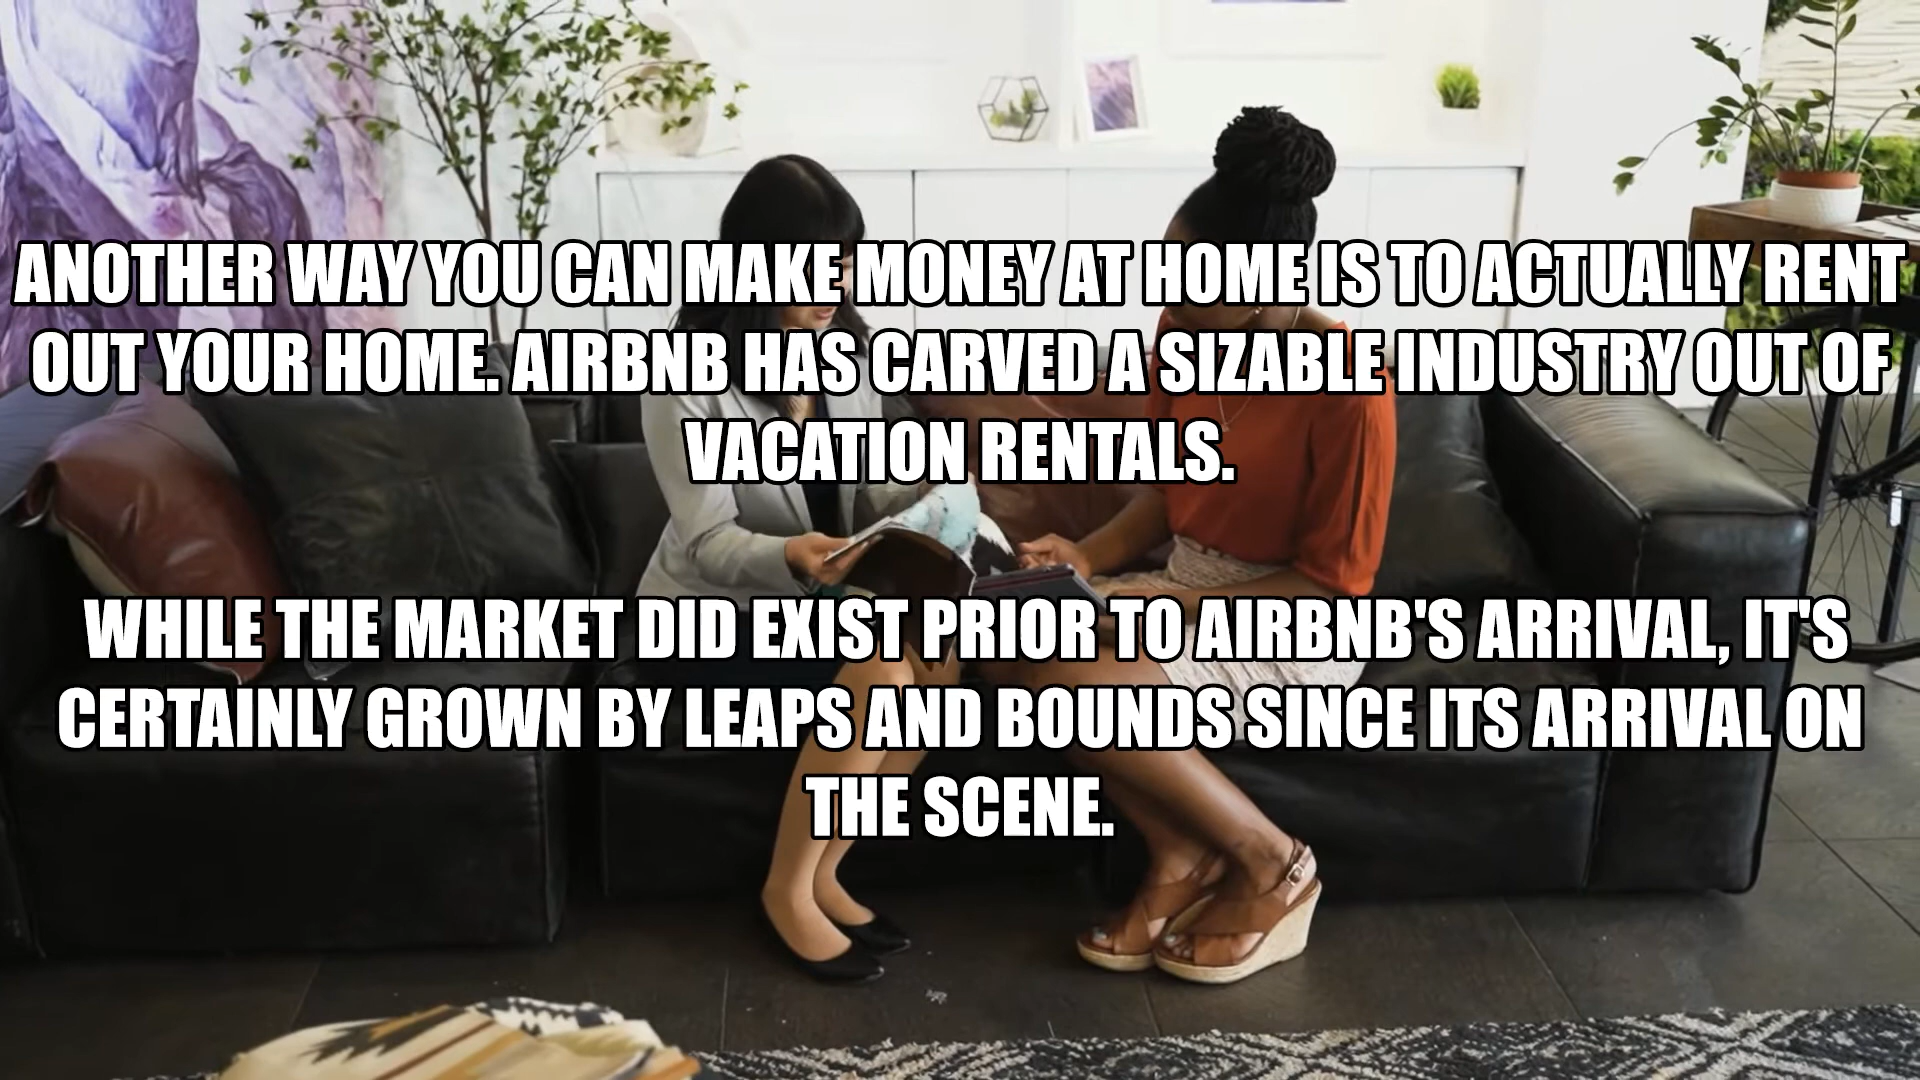 ANOTHER WAY YOU CAN MAKE MONEY AT HOME IS TO ACTUALLY RENT
OUT YOUR HOME. AIRBNB HAS CARVED A SIZABLE INDUSTRY OUT OF
VACATION RENTALS.
WHILE THE MARKET DID EXIST PRIOR TO AIRBNB'S ARRIVAL, IT'S
CERTAINLY GROWN BY LEAPS AND BOUNDS SINCE ITS ARRIVAL ON
THE SCENE.